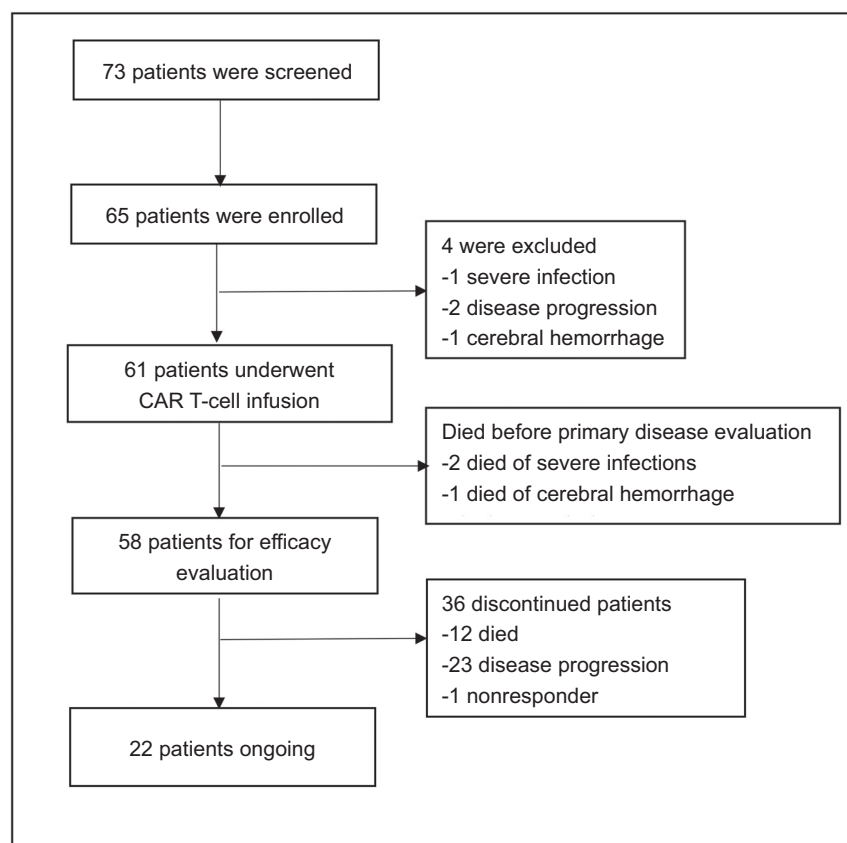 73 patients were screened
65 patients were enrolled
4 were excluded
-1 severe infection
-2 disease progression
-1 cerebral hemorrhage
61 patients underwent
CAR T-cell infusion
Died before primary disease evaluation
-2 died of severe infections
-1 died of cerebral hemorrhage
58 patients for efficacy
evaluation
36 discontinued patients
-12 died
-23 disease progression
-1 nonresponder
22 patients ongoing